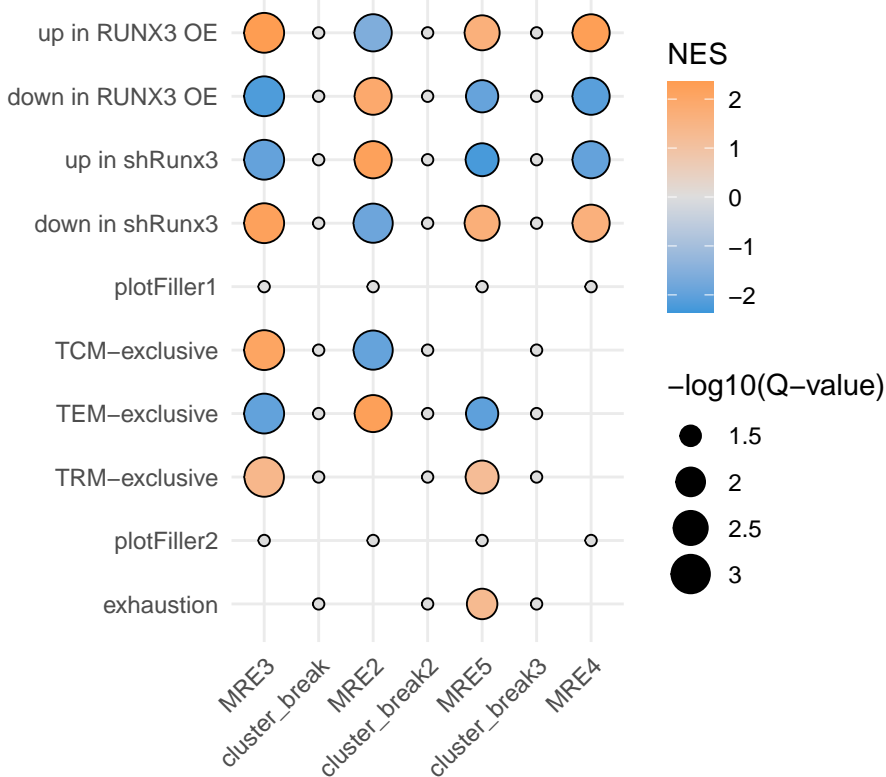 up in RUNX3 OE
down in RUNX3 OE
up in shRunx3
down in shRunx3
plotFiller1
TCM−exclusive
TEM−exclusive
TRM−exclusive
plotFiller2
exhaustion
MRE3
cluster_break
MRE2
cluster_break2
MRE5
cluster_break3
MRE4
NES
2
1
0
−1
−2
−log10(Q−value)
1.5
2
2.5
3